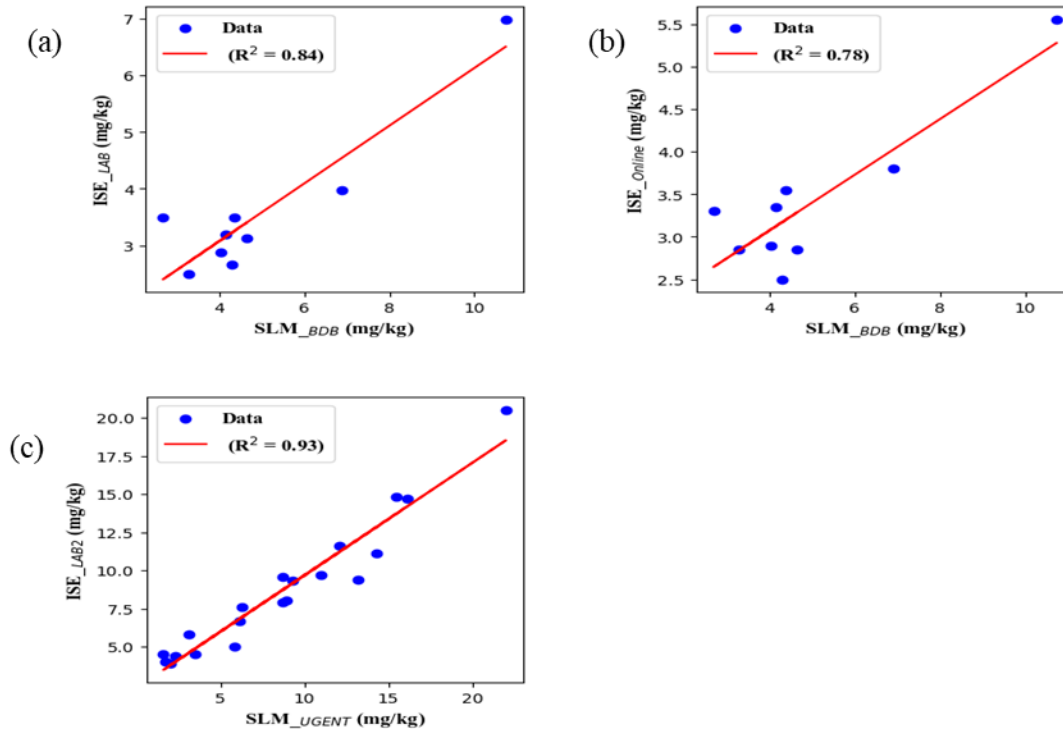 (a)
Data
(R² = 0.84)
7
6
5
4
3
ISE_LAB (mg/kg)
4
6
8
10
SLM_BDB (mg/kg)
(b)
Data
(R² = 0.78)
5.5
5.0
4.5
4.0
3.5
3.0
2.5
ISE_Online (mg/kg)
4
6
8
10
SLM_BDB (mg/kg)
(c)
Data
(R² = 0.93)
20.0
17.5
15.0
12.5
10.0
7.5
5.0
ISE_LAB2 (mg/kg)
5
10
15
20
SLM_UGENT (mg/kg)